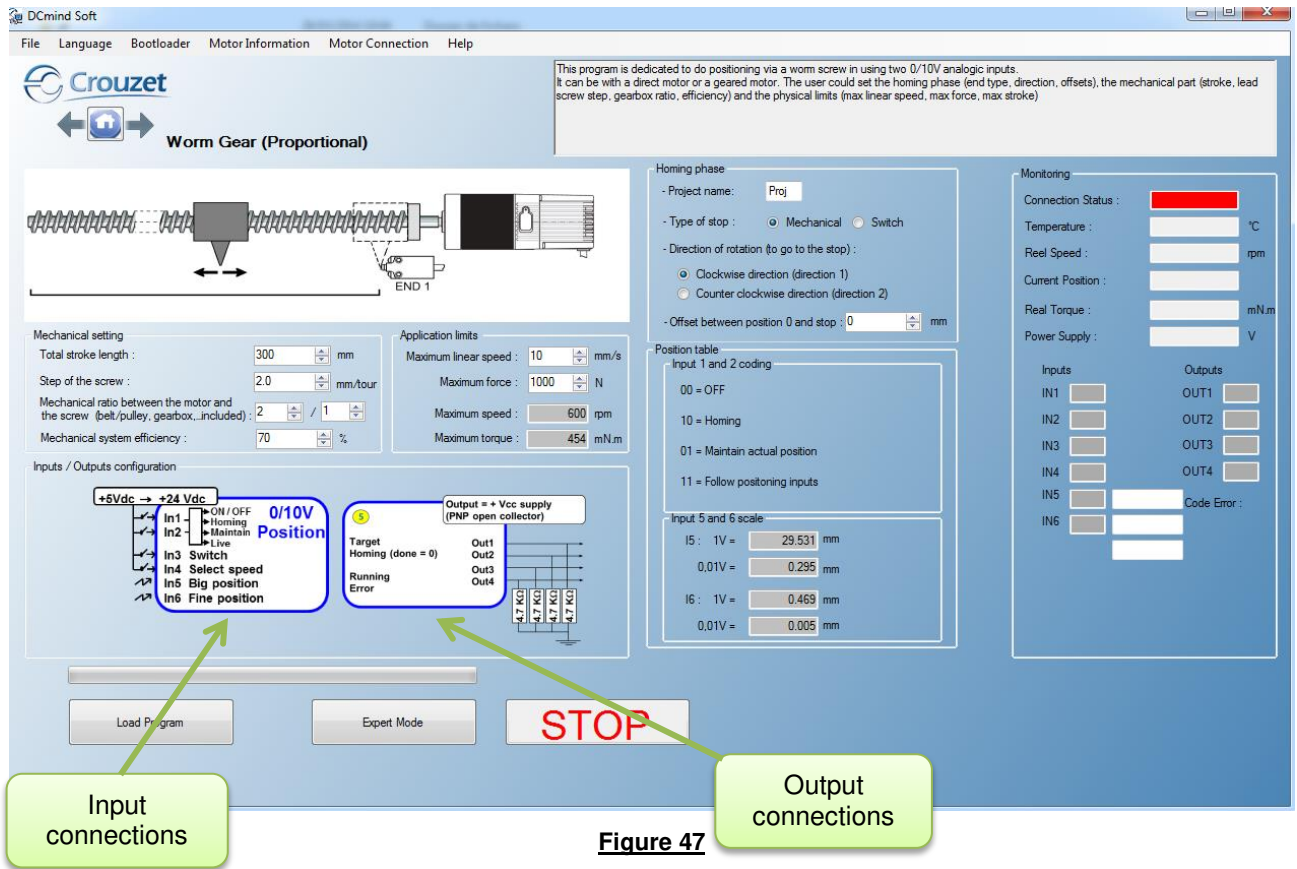 DCmind Soft
File Language Bootloader Motor Information Motor Connection Help
Crouzet
Worm Gear (Proportional)
This program is dedicated to do positioning via a worm screw in using two 0/10V analogic inputs.
It can be with a direct motor or a geared motor. The user could set the homing phase (end type, direction, offsets), the mechanical part (stroke, lead
screw step, gearbox ratio, efficiency) and the physical limits (max linear speed, max force, max stroke)
END 1
Mechanical setting
Total stroke length : 300 mm
Step of the screw : 2.0 mm/tour
Mechanical ratio between the motor and
the screw (belt/pulley, gearbox,..included) : 2 / 1
Mechanical system efficiency : 70 %
Application limits
Maximum linear speed : 10 mm/s
Maximum force : 1000 N
Maximum speed : 600 rpm
Maximum torque : 454 mN.m
Inputs / Outputs configuration
+5Vdc → +24 Vdc
In1
In2
ON / OFF
Homing
Maintain
Live
0/10V
Position
In3 Switch
In4 Select speed
In5 Big position
In6 Fine position
5
Output = + Vcc supply
(PNP open collector)
Target Out1
Homing (done = 0) Out2
Running Out3
Error Out4
4.7 KΩ
4.7 KΩ
4.7 KΩ
4.7 KΩ
Homing phase
- Project name: Proj
- Type of stop : Mechanical Switch
- Direction of rotation (to go to the stop) :
Clockwise direction (direction 1)
Counter clockwise direction (direction 2)
- Offset between position 0 and stop : 0 mm
Position table
Input 1 and 2 coding
00 = OFF
10 = Homing
01 = Maintain actual position
11 = Follow positoning inputs
Input 5 and 6 scale
I5 : 1V = 29.531 mm
0,01V = 0.295 mm
I6 : 1V = 0.469 mm
0,01V = 0.005 mm
Monitoring
Connection Status :
Temperature : °C
Reel Speed : rpm
Current Position :
Real Torque : mN.m
Power Supply : V
Inputs Outputs
IN1 OUT1
IN2 OUT2
IN3 OUT3
IN4 OUT4
IN5 Code Error :
IN6
Load Program
Expert Mode
STOP
Input
connections
Output
connections
Figure 47